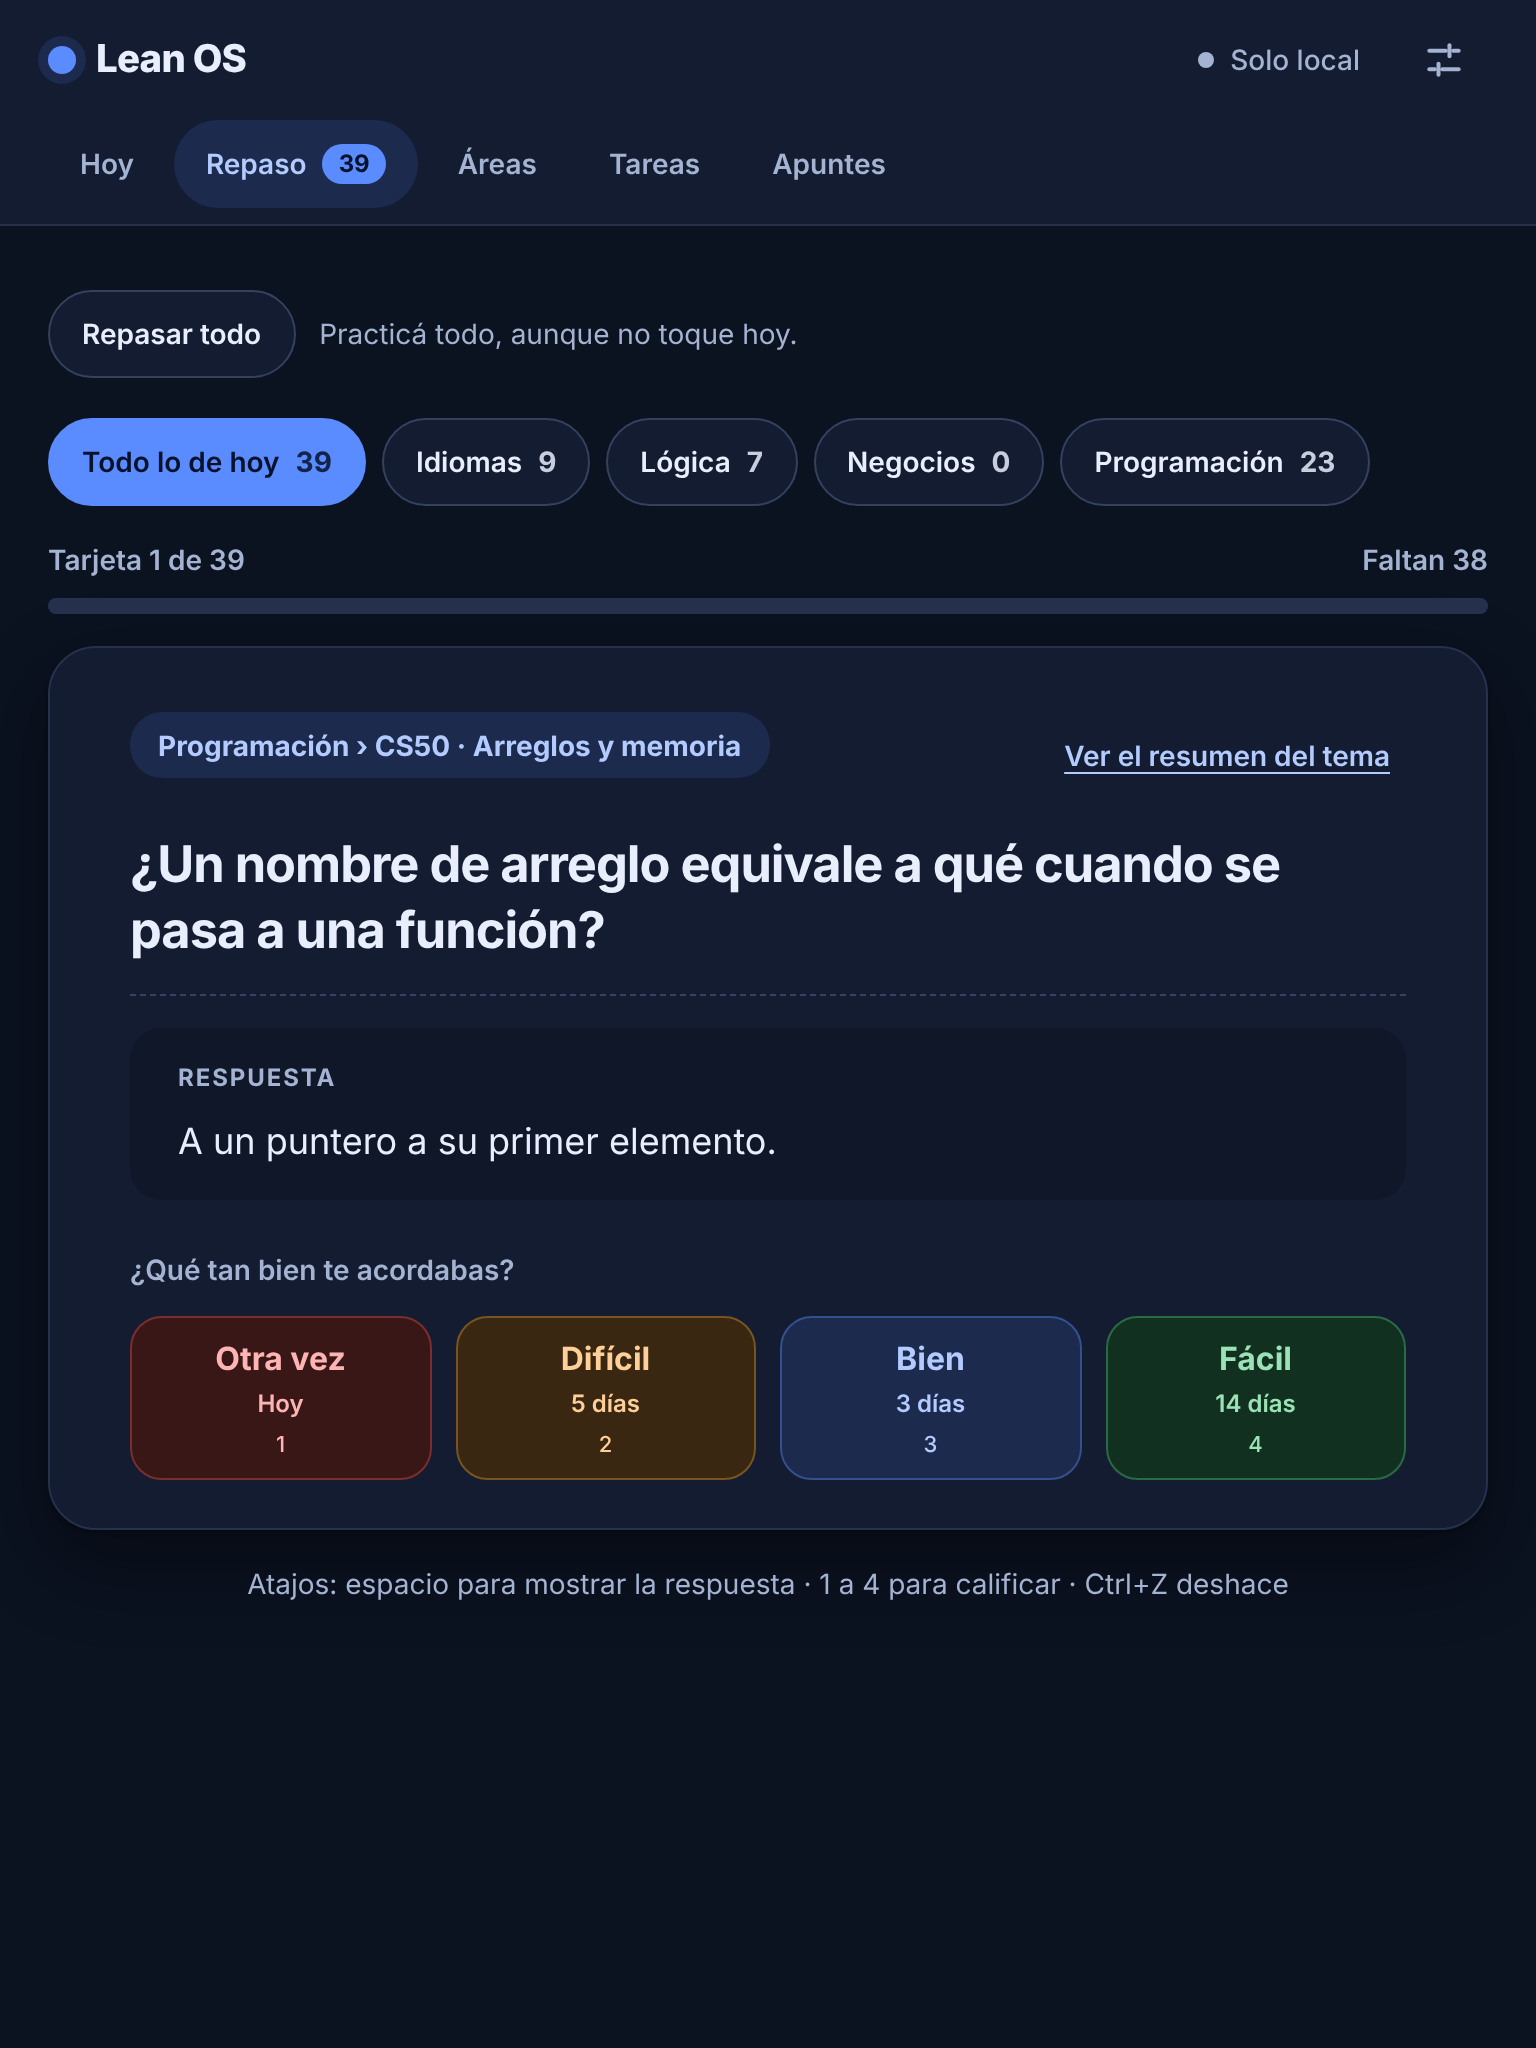 Lean OS
Solo local
Hoy
Repaso 39
Áreas
Tareas
Apuntes
Repasar todo
Practicá todo, aunque no toque hoy.
Todo lo de hoy 39
Idiomas 9
Lógica 7
Negocios 0
Programación 23
Tarjeta 1 de 39
Faltan 38
Programación › CS50 · Arreglos y memoria
Ver el resumen del tema
¿Un nombre de arreglo equivale a qué cuando se
pasa a una función?
RESPUESTA
A un puntero a su primer elemento.
¿Qué tan bien te acordabas?
Otra vez
Hoy
1
Difícil
5 días
2
Bien
3 días
3
Fácil
14 días
4
Atajos: espacio para mostrar la respuesta · 1 a 4 para calificar · Ctrl+Z deshace